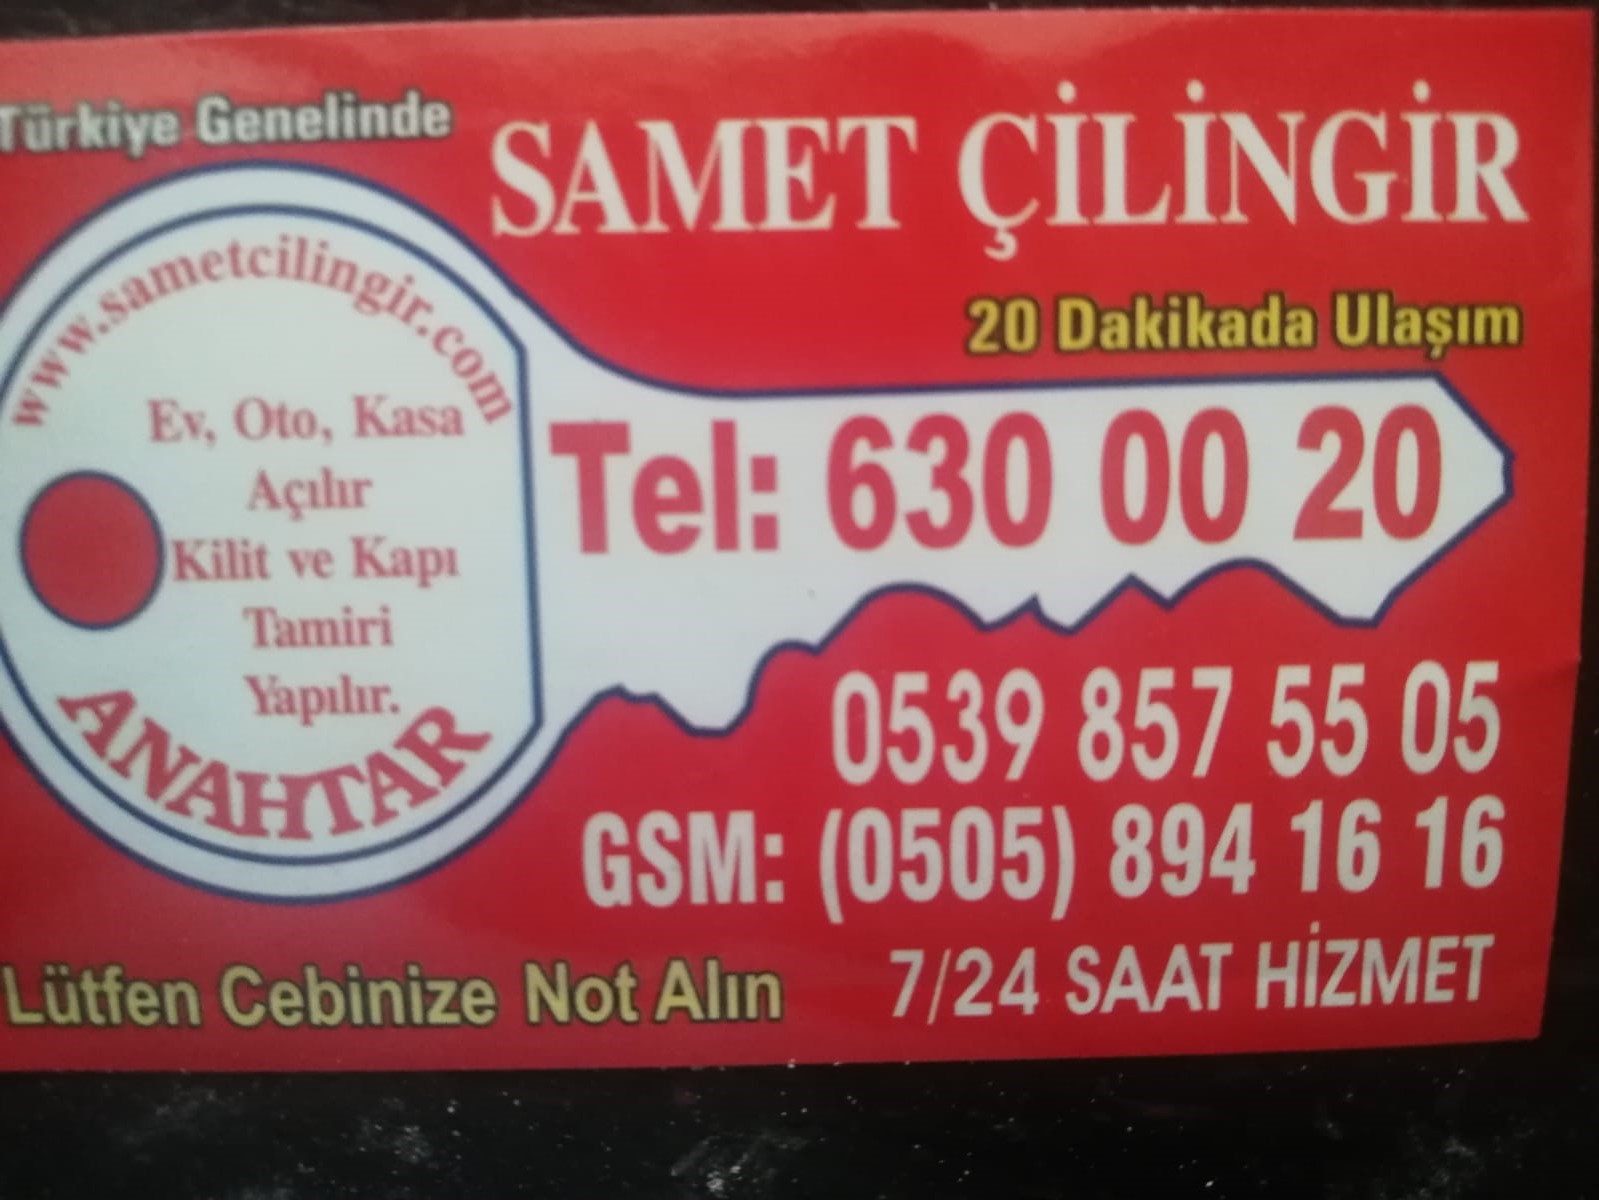 Türkiye Genelinde
SAMET ÇİLİNGİR
20 Dakikada Ulaşım
www.sametcilingir.com
Ev, Oto, Kasa
Açılır
Kilit ve Kapı
Tamiri
Yapılır.
ANAHTAR
Tel: 630 00 20
0539 857 55 05
GSM: (0505) 894 16 16
Lütfen Cebinize Not Alın
7/24 SAAT HİZMET